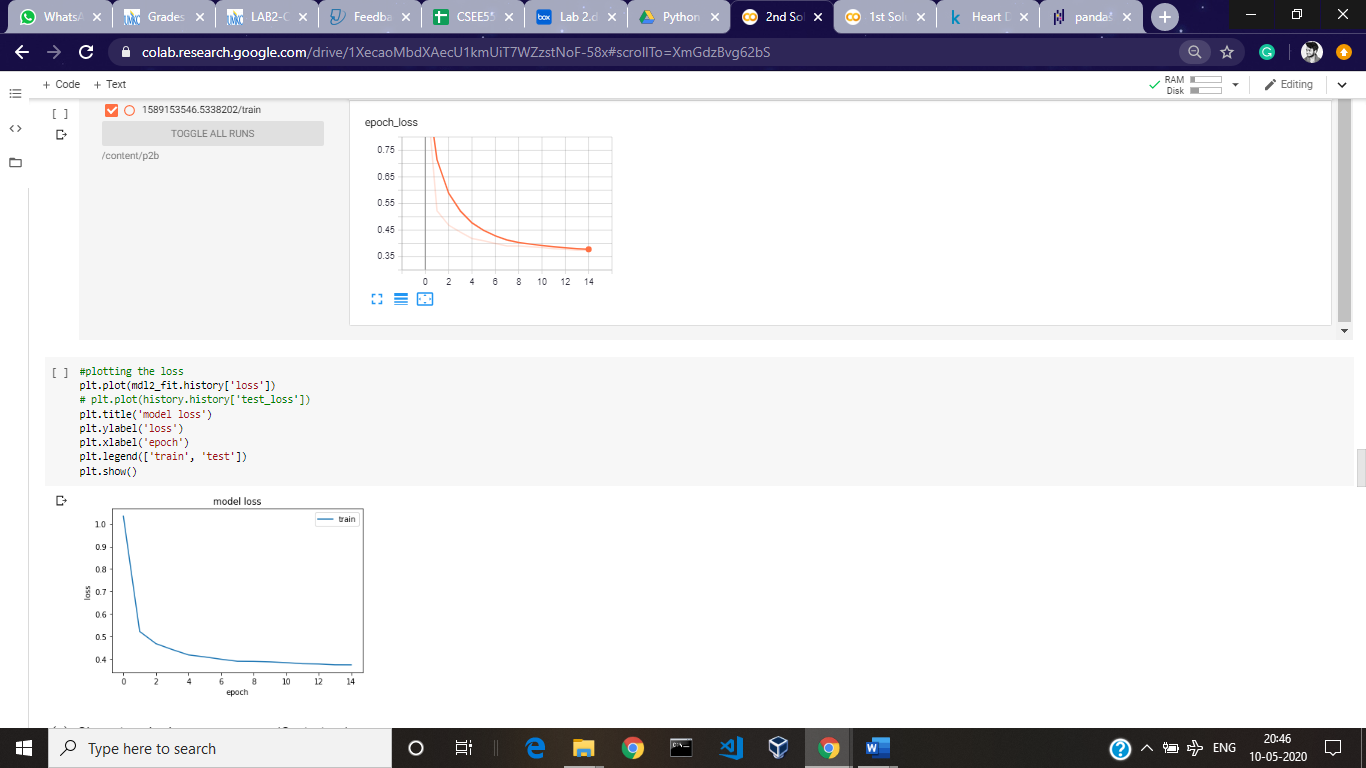 WhatsA
Grades
LAB2-C
Feedba
CSEE55
Lab 2.d
Python
2nd Sol
1st Solu
Heart D
pandas
colab.research.google.com/drive/1XecaoMbdXAecU1kmUiT7WZzstNoF-58x#scrollTo=XmGdzBvg62bS
+ Code + Text
RAM
Disk
Editing
[ ]
1589153546.5338202/train
TOGGLE ALL RUNS
/content/p2b
epoch_loss
0.75
0.65
0.55
0.45
0.35
0 2 4 6 8 10 12 14
[ ]
#plotting the loss
plt.plot(mdl2_fit.history['loss'])
# plt.plot(history.history['test_loss'])
plt.title('model loss')
plt.ylabel('loss')
plt.xlabel('epoch')
plt.legend(['train', 'test'])
plt.show()
model loss
train
1.0
0.9
0.8
0.7
0.6
0.5
0.4
loss
0 2 4 6 8 10 12 14
epoch
Type here to search
ENG
20:46
10-05-2020